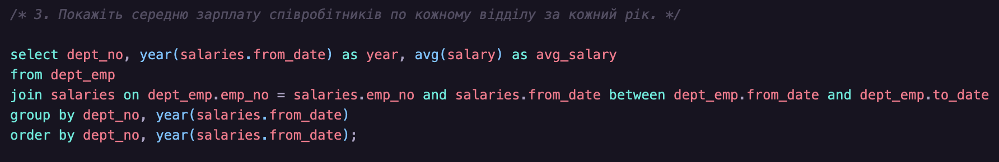 /* 3. Покажіть середню зарплату співробітників по кожному відділу за кожний рік. */
select dept_no, year(salaries.from_date) as year, avg(salary) as avg_salary
from dept_emp
join salaries on dept_emp.emp_no = salaries.emp_no and salaries.from_date between dept_emp.from_date and dept_emp.to_date
group by dept_no, year(salaries.from_date)
order by dept_no, year(salaries.from_date);